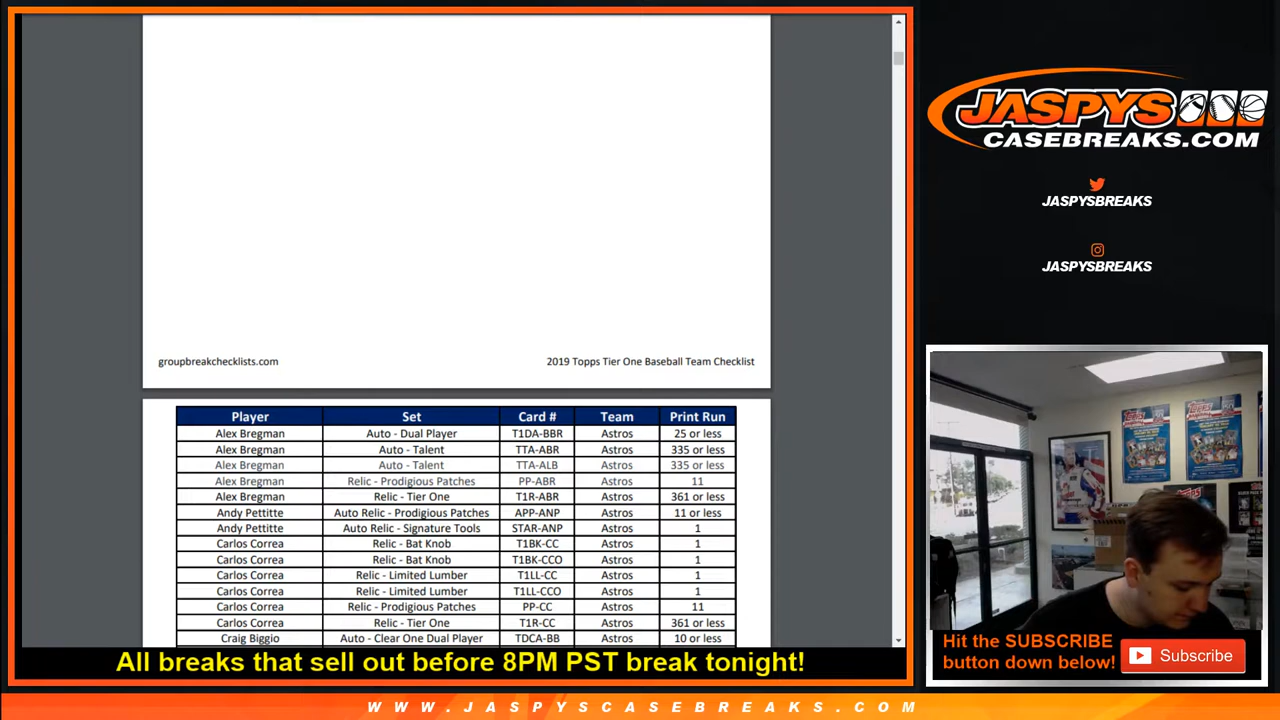 groupbreakchecklists.com 2019 Topps Tier One Baseball Team Checklist
Player Set Card # Team Print Run
Alex Bregman Auto - Dual Player T1DA-BBR Astros 25 or less
Alex Bregman Auto - Talent TTA-ABR Astros 335 or less
Alex Bregman Auto - Talent TTA-ALB Astros 335 or less
Alex Bregman Relic - Prodigious Patches PP-ABR Astros 11
Alex Bregman Relic - Tier One T1R-ABR Astros 361 or less
Andy Pettitte Auto Relic - Prodigious Patches APP-ANP Astros 11 or less
Andy Pettitte Auto Relic - Signature Tools STAR-ANP Astros 1
Carlos Correa Relic - Bat Knob T1BK-CC Astros 1
Carlos Correa Relic - Bat Knob T1BK-CCO Astros 1
Carlos Correa Relic - Limited Lumber T1LL-CC Astros 1
Carlos Correa Relic - Limited Lumber T1LL-CCO Astros 1
Carlos Correa Relic - Prodigious Patches PP-CC Astros 11
Carlos Correa Relic - Tier One T1R-CC Astros 361 or less
Craig Biggio Auto - Clear One Dual Player TDCA-BB Astros 10 or less
All breaks that sell out before 8PM PST break tonight!
JASPYS
CASEBREAKS.COM
JASPYSBREAKS
JASPYSBREAKS
Hit the SUBSCRIBE
button down below!
Subscribe
WWW.JASPYSCASEBREAKS.COM